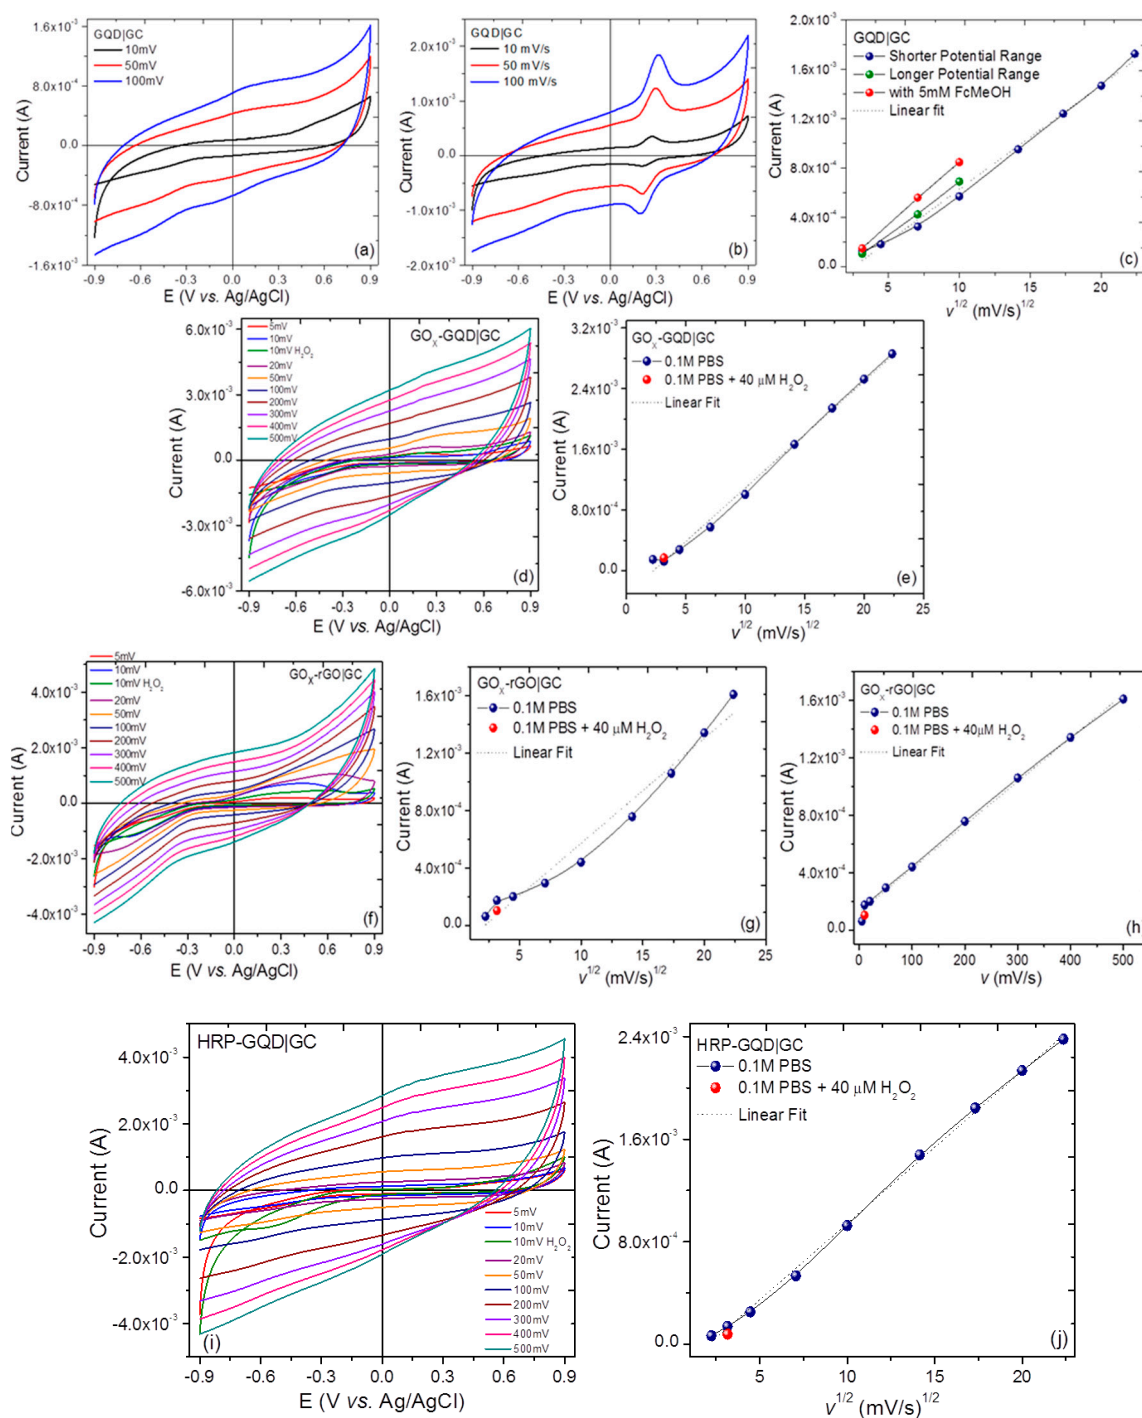 GQD|GC
10mV
50mV
100mV
1.6x10⁻³
8.0x10⁻⁴
0.0
-8.0x10⁻⁴
-1.6x10⁻³
Current (A)
-0.9 -0.6 -0.3 0.0 0.3 0.6 0.9
E (V vs. Ag/AgCl)
(a)
GQD|GC
10 mV/s
50 mV/s
100 mV/s
2.0x10⁻³
1.0x10⁻³
0.0
-1.0x10⁻³
-2.0x10⁻³
Current (A)
-0.9 -0.6 -0.3 0.0 0.3 0.6 0.9
E (V vs. Ag/AgCl)
(b)
GQD|GC
Shorter Potential Range
Longer Potential Range
with 5mM FcMeOH
Linear fit
2.0x10⁻³
1.6x10⁻³
1.2x10⁻³
8.0x10⁻⁴
4.0x10⁻⁴
0.0
Current (A)
5 10 15 20
v¹ᐟ² (mV/s)¹ᐟ²
(c)
GOₓ-GQD|GC
5mV
10mV
10mV H₂O₂
20mV
50mV
100mV
200mV
300mV
400mV
500mV
6.0x10⁻³
3.0x10⁻³
0.0
-3.0x10⁻³
-6.0x10⁻³
Current (A)
-0.9 -0.6 -0.3 0.0 0.3 0.6 0.9
E (V vs. Ag/AgCl)
(d)
GOₓ-GQD|GC
0.1M PBS
0.1M PBS + 40 μM H₂O₂
Linear Fit
3.2x10⁻³
2.4x10⁻³
1.6x10⁻³
8.0x10⁻⁴
0.0
Current (A)
0 5 10 15 20 25
v¹ᐟ² (mV/s)¹ᐟ²
(e)
GOₓ-rGO|GC
5mV
10mV
10mV H₂O₂
20mV
50mV
100mV
200mV
300mV
400mV
500mV
4.0x10⁻³
2.0x10⁻³
0.0
-2.0x10⁻³
-4.0x10⁻³
Current (A)
-0.9 -0.6 -0.3 0.0 0.3 0.6 0.9
E (V vs. Ag/AgCl)
(f)
GOₓ-rGO|GC
0.1M PBS
0.1M PBS + 40 μM H₂O₂
Linear Fit
1.6x10⁻³
1.2x10⁻³
8.0x10⁻⁴
4.0x10⁻⁴
0.0
Current (A)
5 10 15 20 25
v¹ᐟ² (mV/s)¹ᐟ²
(g)
GOₓ-rGO|GC
0.1M PBS
0.1M PBS + 40μM H₂O₂
Linear Fit
1.6x10⁻³
1.2x10⁻³
8.0x10⁻⁴
4.0x10⁻⁴
0.0
Current (A)
0 100 200 300 400 500
v (mV/s)
(h
HRP-GQD|GC
4.0x10⁻³
2.0x10⁻³
0.0
-2.0x10⁻³
-4.0x10⁻³
Current (A)
5mV
10mV
10mV H₂O₂
20mV
50mV
100mV
200mV
300mV
400mV
500mV
(i)
-0.9 -0.6 -0.3 0.0 0.3 0.6 0.9
E (V vs. Ag/AgCl)
HRP-GQD|GC
0.1M PBS
0.1M PBS + 40 μM H₂O₂
Linear Fit
2.4x10⁻³
1.6x10⁻³
8.0x10⁻⁴
0.0
Current (A)
5 10 15 20
v¹ᐟ² (mV/s)¹ᐟ²
(j)